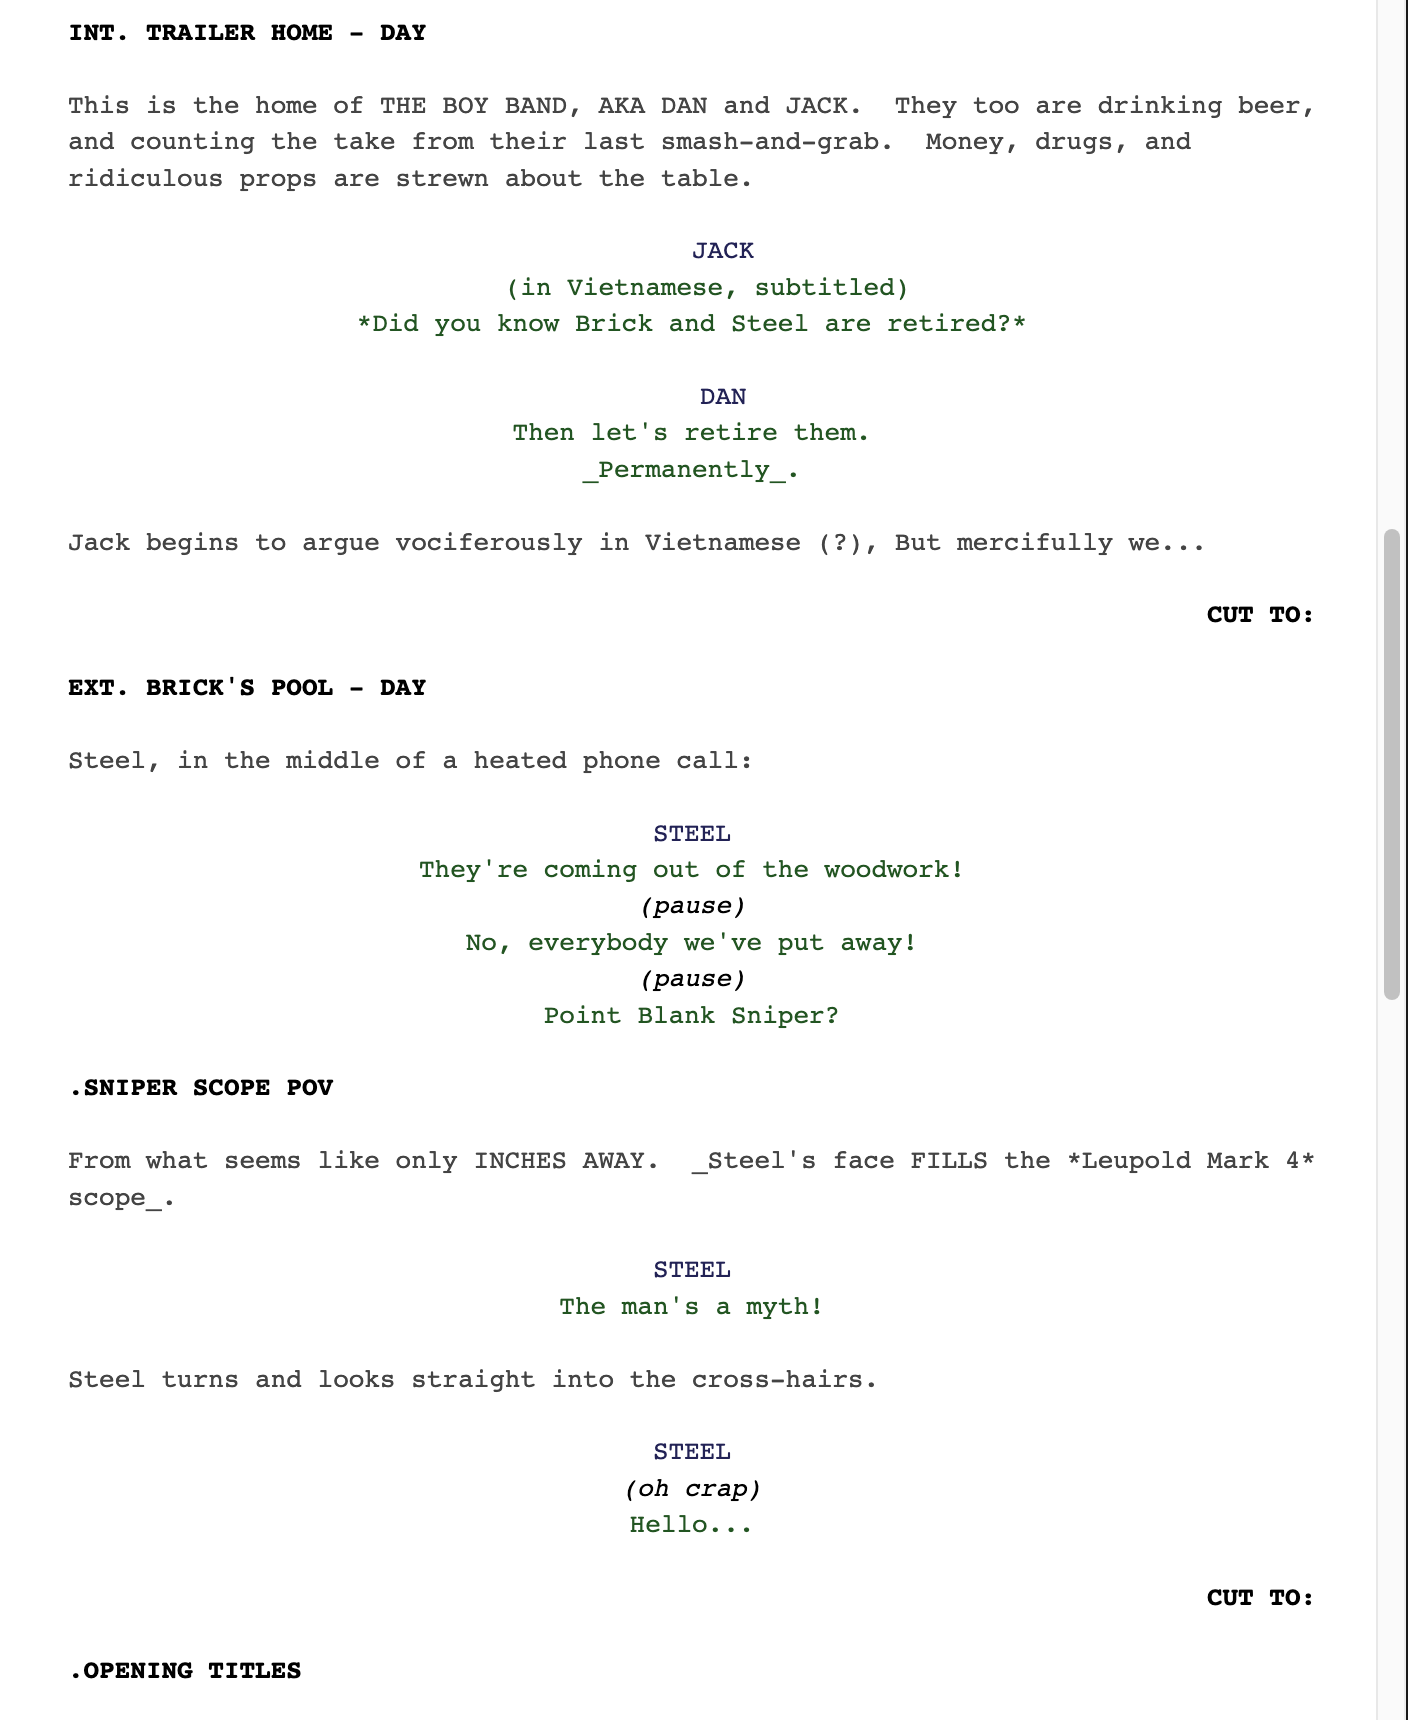 INT. TRAILER HOME - DAY
This is the home of THE BOY BAND, AKA DAN and JACK.  They too are drinking beer,
and counting the take from their last smash-and-grab.  Money, drugs, and
ridiculous props are strewn about the table.
JACK
(in Vietnamese, subtitled)
*Did you know Brick and Steel are retired?*
DAN
Then let's retire them.
_Permanently_.
Jack begins to argue vociferously in Vietnamese (?), But mercifully we...
CUT TO:
EXT. BRICK'S POOL - DAY
Steel, in the middle of a heated phone call:
STEEL
They're coming out of the woodwork!
(pause)
No, everybody we've put away!
(pause)
Point Blank Sniper?
.SNIPER SCOPE POV
From what seems like only INCHES AWAY.  _Steel's face FILLS the *Leupold Mark 4*
scope_.
STEEL
The man's a myth!
Steel turns and looks straight into the cross-hairs.
STEEL
(oh crap)
Hello...
CUT TO:
.OPENING TITLES